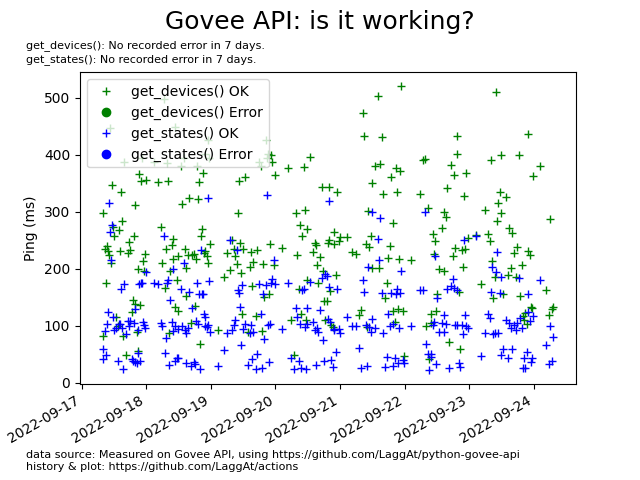 Govee API: is it working?
get_devices(): No recorded error in 7 days.
get_states(): No recorded error in 7 days.
get_devices() OK
get_devices() Error
get_states() OK
get_states() Error
Ping (ms)
500
400
300
200
100
0
2022-09-17
2022-09-18
2022-09-19
2022-09-20
2022-09-21
2022-09-22
2022-09-23
2022-09-24
data source: Measured on Govee API, using https://github.com/LaggAt/python-govee-api
history & plot: https://github.com/LaggAt/actions